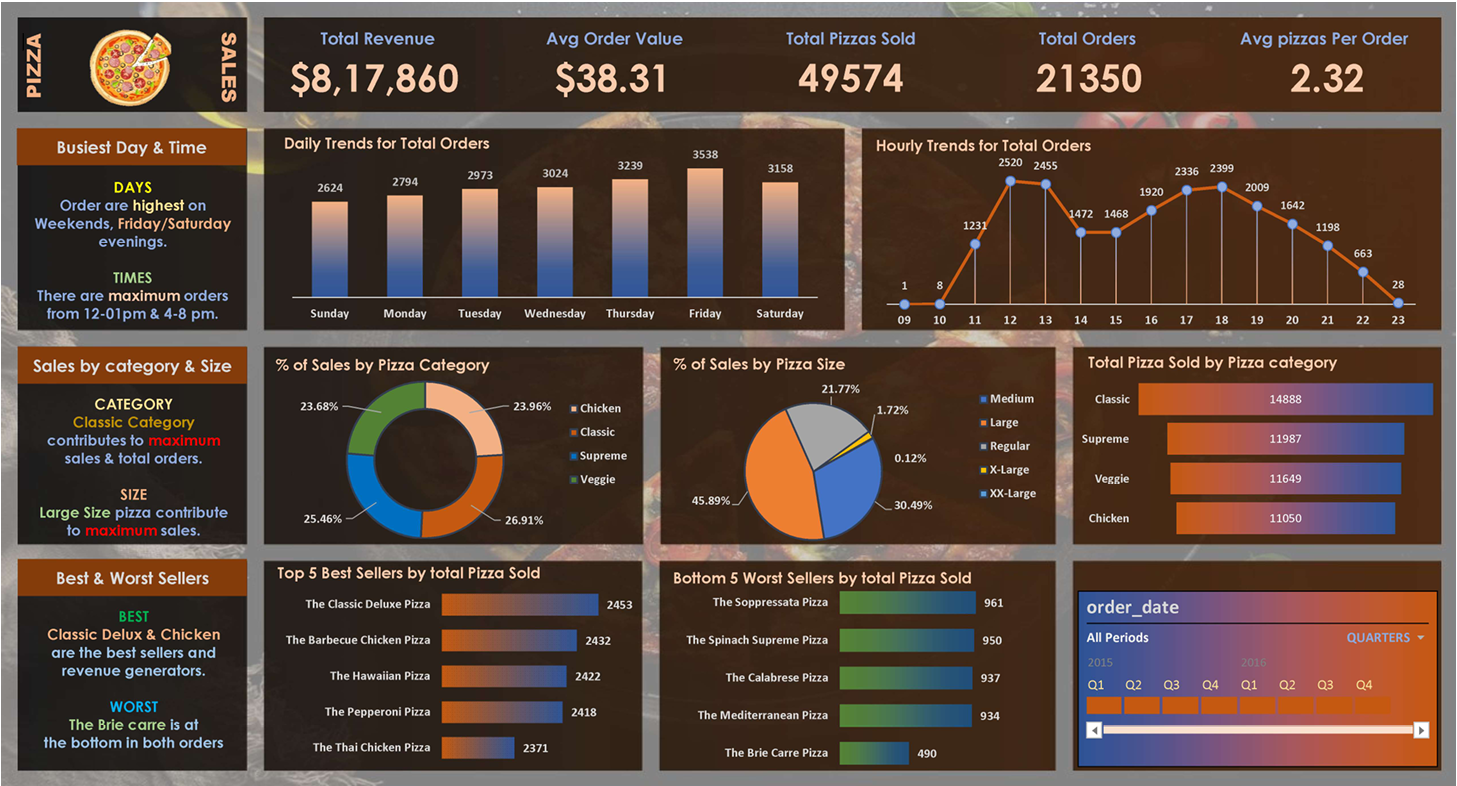 PIZZA
SALES
Total Revenue
$8,17,860
Avg Order Value
$38.31
Total Pizzas Sold
49574
Total Orders
21350
Avg pizzas Per Order
2.32
Busiest Day & Time
DAYS
Order are highest on
Weekends, Friday/Saturday
evenings.
TIMES
There are maximum orders
from 12-01pm & 4-8 pm.
Daily Trends for Total Orders
2624
2794
2973
3024
3239
3538
3158
Sunday
Monday
Tuesday
Wednesday
Thursday
Friday
Saturday
Hourly Trends for Total Orders
1
8
1231
2520
2455
1472
1468
1920
2336
2399
2009
1642
1198
663
28
09
10
11
12
13
14
15
16
17
18
19
20
21
22
23
Sales by category & Size
CATEGORY
Classic Category
contributes to maximum
sales & total orders.
SIZE
Large Size pizza contribute
to maximum sales.
% of Sales by Pizza Category
23.68%
23.96%
25.46%
26.91%
Chicken
Classic
Supreme
Veggie
% of Sales by Pizza Size
21.77%
1.72%
0.12%
45.89%
30.49%
Medium
Large
Regular
X-Large
XX-Large
Total Pizza Sold by Pizza category
Classic 14888
Supreme 11987
Veggie 11649
Chicken 11050
Best & Worst Sellers
BEST
Classic Delux & Chicken
are the best sellers and
revenue generators.
WORST
The Brie carre is at
the bottom in both orders
Top 5 Best Sellers by total Pizza Sold
The Classic Deluxe Pizza 2453
The Barbecue Chicken Pizza 2432
The Hawaiian Pizza 2422
The Pepperoni Pizza 2418
The Thai Chicken Pizza 2371
Bottom 5 Worst Sellers by total Pizza Sold
The Soppressata Pizza 961
The Spinach Supreme Pizza 950
The Calabrese Pizza 937
The Mediterranean Pizza 934
The Brie Carre Pizza 490
order_date
All Periods QUARTERS
2015 2016
Q1 Q2 Q3 Q4 Q1 Q2 Q3 Q4